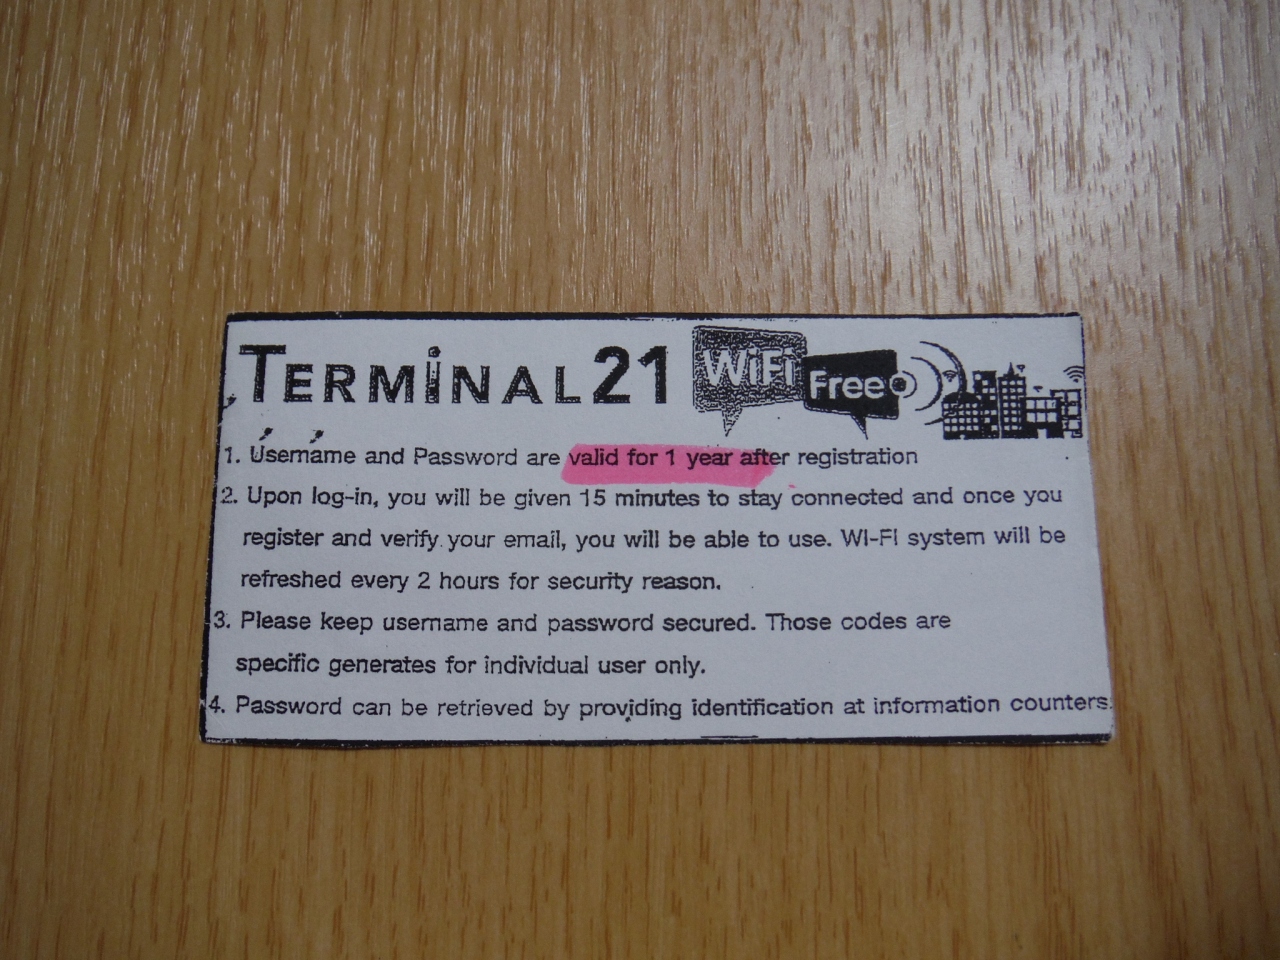 TERMINAL21 WiFi Free
1. Username and Password are valid for 1 year after registration
2. Upon log-in, you will be given 15 minutes to stay connected and once you
register and verify your email, you will be able to use. WI-FI system will be
refreshed every 2 hours for security reason.
3. Please keep username and password secured. Those codes are
specific generates for individual user only.
4. Password can be retrieved by providing identification at information counters.